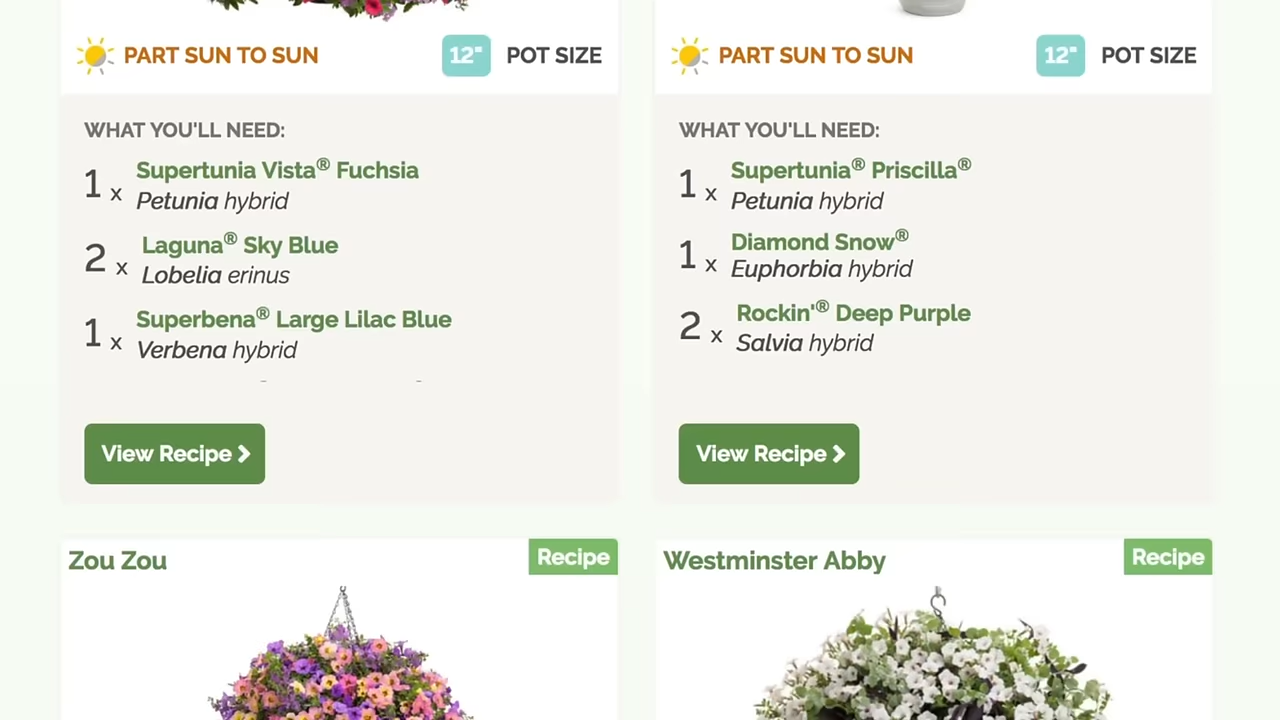 PART SUN TO SUN
12"
POT SIZE
WHAT YOU'LL NEED:
1 x
Supertunia Vista® Fuchsia
Petunia hybrid
2 x
Laguna® Sky Blue
Lobelia erinus
1 x
Superbena® Large Lilac Blue
Verbena hybrid
View Recipe
PART SUN TO SUN
12"
POT SIZE
WHAT YOU'LL NEED:
1 x
Supertunia® Priscilla®
Petunia hybrid
1 x
Diamond Snow®
Euphorbia hybrid
2 x
Rockin'® Deep Purple
Salvia hybrid
View Recipe
Zou Zou
Recipe
Westminster Abby
Recipe